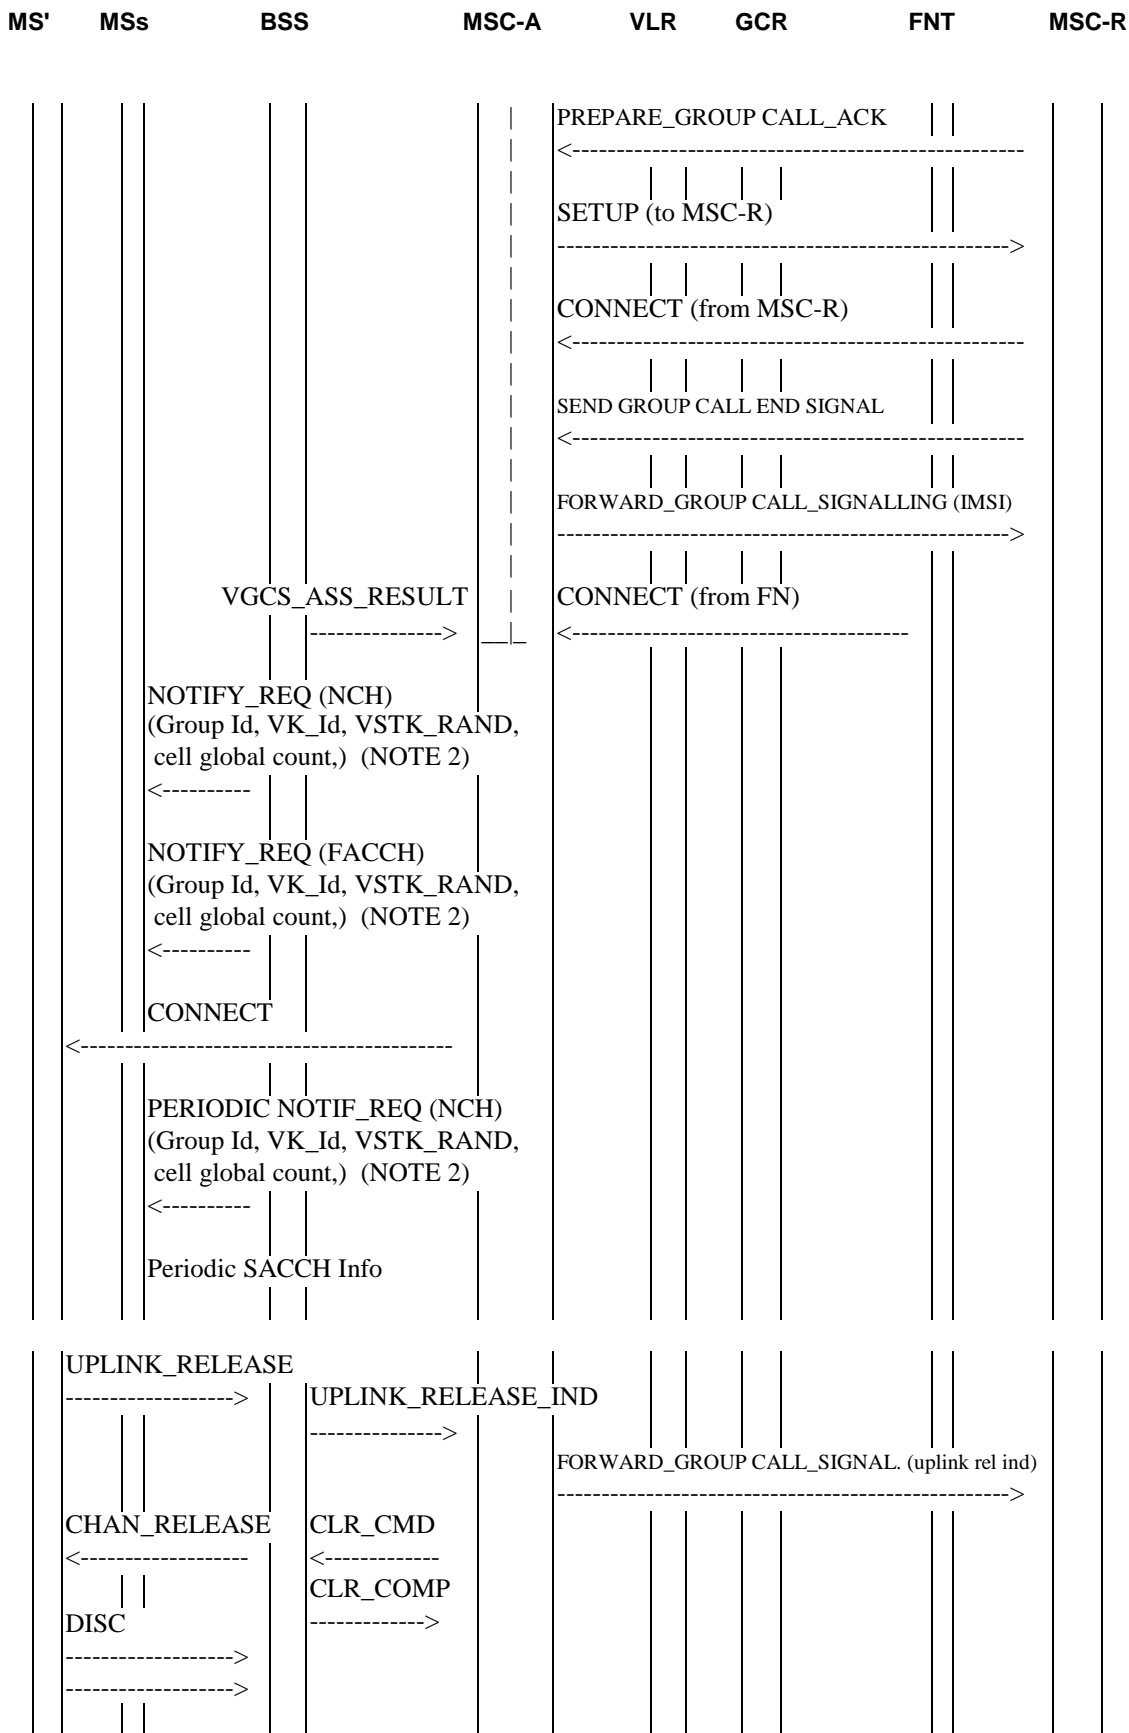 MS' MSs BSS MSC-A VLR GCR FNT MSC-R
PREPARE_GROUP CALL_ACK
SETUP (to MSC-R)
CONNECT (from MSC-R)
SEND GROUP CALL END SIGNAL
FORWARD_GROUP CALL_SIGNALLING (IMSI)
VGCS_ASS_RESULT CONNECT (from FN)
NOTIFY_REQ (NCH)
(Group Id, VK_Id, VSTK_RAND,
cell global count,) (NOTE 2)
NOTIFY_REQ (FACCH)
(Group Id, VK_Id, VSTK_RAND,
cell global count,) (NOTE 2)
CONNECT
PERIODIC NOTIF_REQ (NCH)
(Group Id, VK_Id, VSTK_RAND,
cell global count,) (NOTE 2)
Periodic SACCH Info
UPLINK_RELEASE
UPLINK_RELEASE_IND
FORWARD_GROUP CALL_SIGNAL. (uplink rel ind)
CHAN_RELEASE CLR_CMD
CLR_COMP
DISC